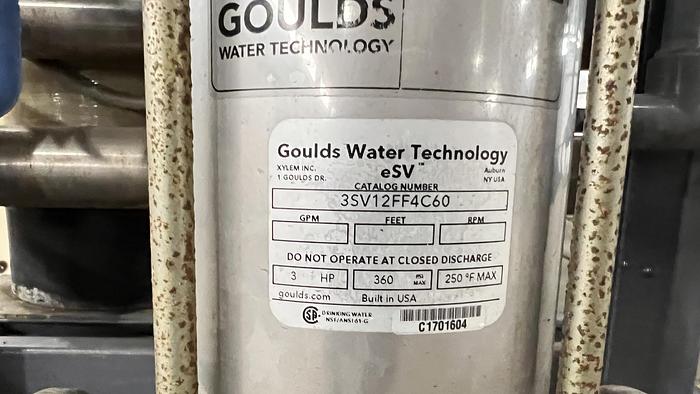 GOULDS
WATER TECHNOLOGY
Goulds Water Technology
XYLEM INC.
1 GOULDS DR.
eSV™
Auburn
NY USA
CATALOG NUMBER
3SV12FF4C60
GPM FEET RPM
DO NOT OPERATE AT CLOSED DISCHARGE
3 HP 360 PSI MAX 250 °F MAX
goulds.com Built in USA
SA DRINKING WATER
NSF/ANSI 61-G
C1701604